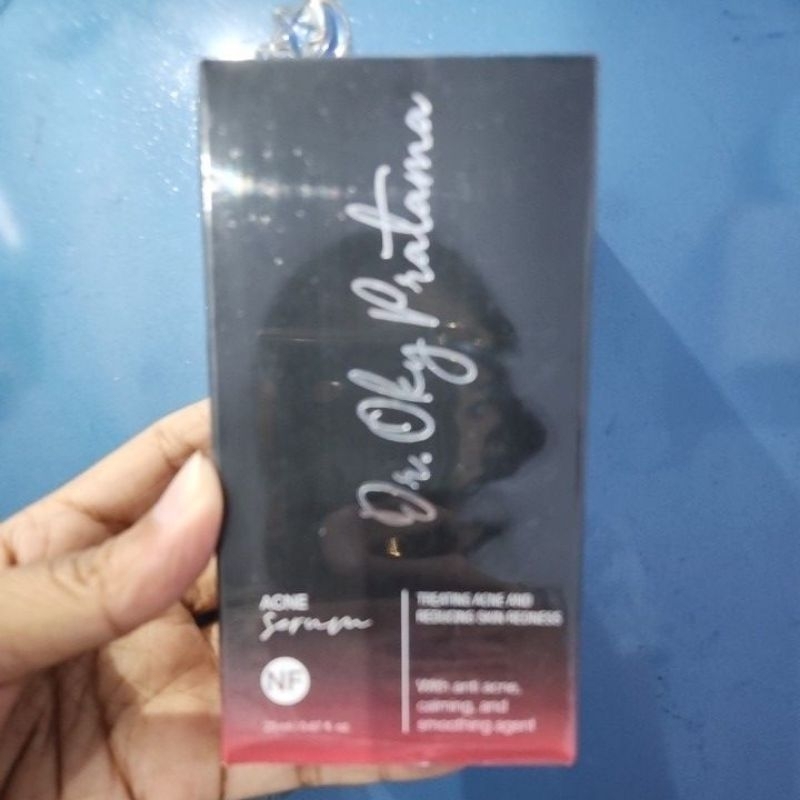 Dr. Oky Pratama
ACNE
serum
NF
TREATING ACNE AND
REDUCING SKIN REDNESS
With anti acne,
calming, and
smoothing agent